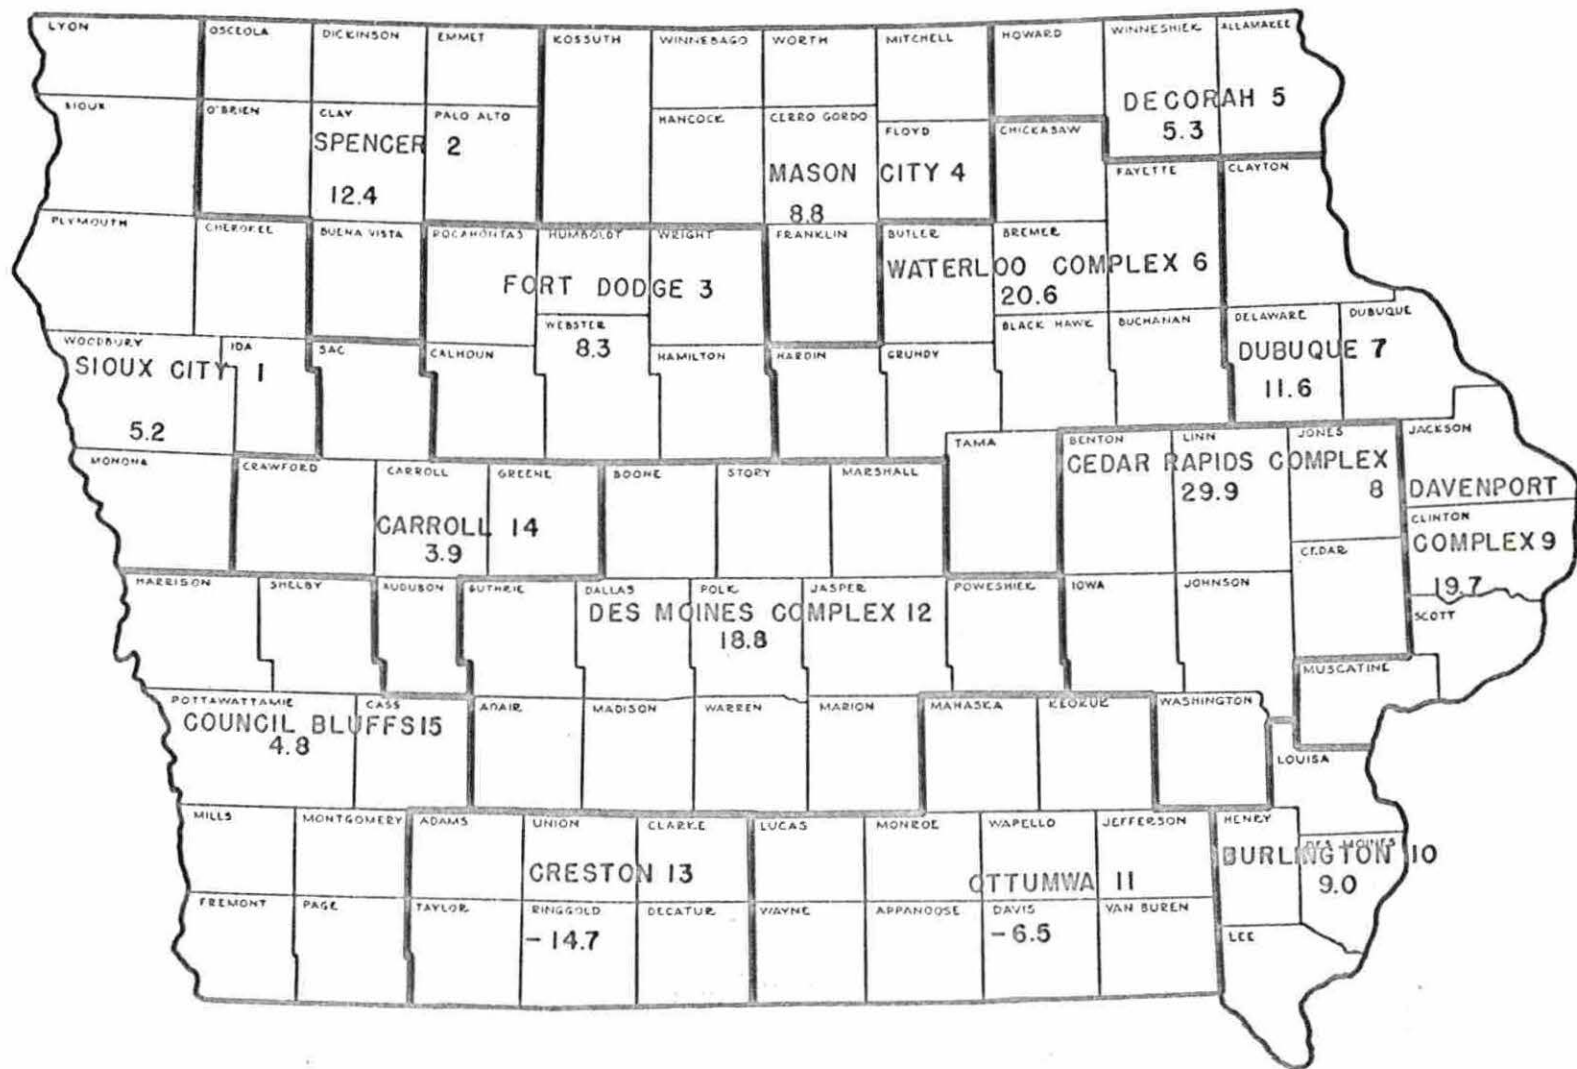 LYON OSCEOLA DICKINSON EMMET KOSSUTH WINNEBAGO WORTH MITCHELL HOWARD WINNESHIEK ALLAMAKEE
SIOUX O'BRIEN CLAY PALO ALTO HANCOCK CERRO GORDO FLOYD CHICKASAW
DECORAH 5
5.3
SPENCER 2
12.4
MASON CITY 4
8.8
PLYMOUTH CHEROKEE BUENA VISTA POCAHONTAS HUMBOLDT WRIGHT FRANKLIN BUTLER BREMER FAYETTE CLAYTON
FORT DODGE 3
WATERLOO COMPLEX 6
20.6
WOODBURY IDA SAC CALHOUN WEBSTER HAMILTON HARDIN GRUNDY BLACK HAWK BUCHANAN DELAWARE DUBUQUE
8.3
SIOUX CITY 1
5.2
DUBUQUE 7
11.6
MONONA CRAWFORD CARROLL GREENE BOONE STORY MARSHALL TAMA BENTON LINN JONES JACKSON
CEDAR RAPIDS COMPLEX
29.9 8
DAVENPORT
CLINTON
COMPLEX 9
19.7
CARROLL 14
3.9
CEDAR
SCOTT
HARRISON SHELBY AUDUBON GUTHRIE DALLAS POLK JASPER POWESHIEK IOWA JOHNSON
DES MOINES COMPLEX 12
18.8
MUSCATINE
POTTAWATTAMIE CASS ADAIR MADISON WARREN MARION MAHASKA KEOKUK WASHINGTON
COUNCIL BLUFFS 15
4.8
LOUISA
MILLS MONTGOMERY ADAMS UNION CLARKE LUCAS MONROE WAPELLO JEFFERSON HENRY
DES MOINES
BURLINGTON 10
9.0
CRESTON 13
OTTUMWA 11
FREMONT PAGE TAYLOR RINGGOLD DECATUR WAYNE APPANOOSE DAVIS VAN BUREN
-14.7
-6.5
LEE